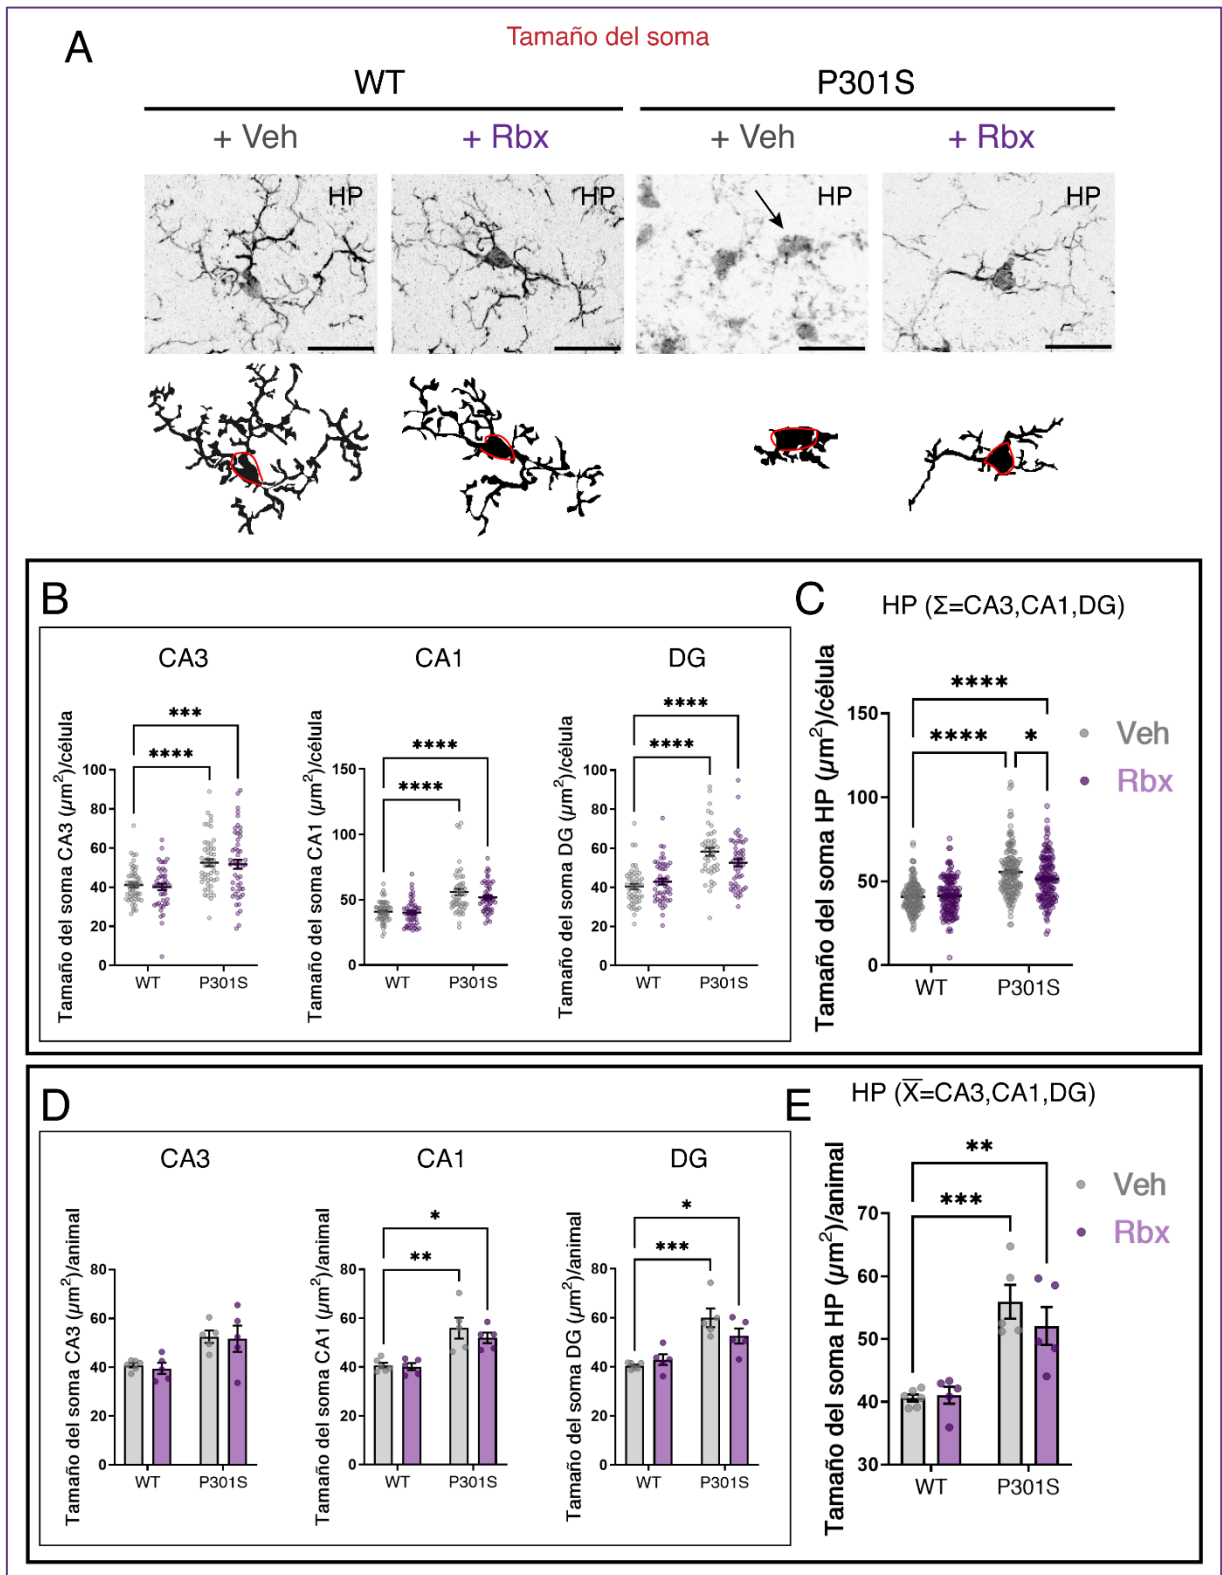 A
Tamaño del soma
WT
P301S
+ Veh
+ Rbx
+ Veh
+ Rbx
HP
HP
HP
HP
B
CA3
CA1
DG
Tamaño del soma CA3 (µm²)/célula
100
80
60
40
20
0
***
****
WT
P301S
Tamaño del soma CA1 (µm²)/célula
150
100
50
0
****
****
WT
P301S
Tamaño del soma DG (µm²)/célula
100
80
60
40
20
0
****
****
WT
P301S
C
HP (Σ=CA3,CA1,DG)
Tamaño del soma HP (µm²)/célula
150
100
50
0
****
****
*
WT
P301S
Veh
Rbx
D
CA3
CA1
DG
Tamaño del soma CA3 (µm²)/animal
80
60
40
20
0
WT
P301S
Tamaño del soma CA1 (µm²)/animal
80
60
40
20
0
*
**
WT
P301S
Tamaño del soma DG (µm²)/animal
80
60
40
20
0
*
***
WT
P301S
E
HP (X̅=CA3,CA1,DG)
Tamaño del soma HP (µm²)/animal
70
60
50
40
30
**
***
WT
P301S
Veh
Rbx